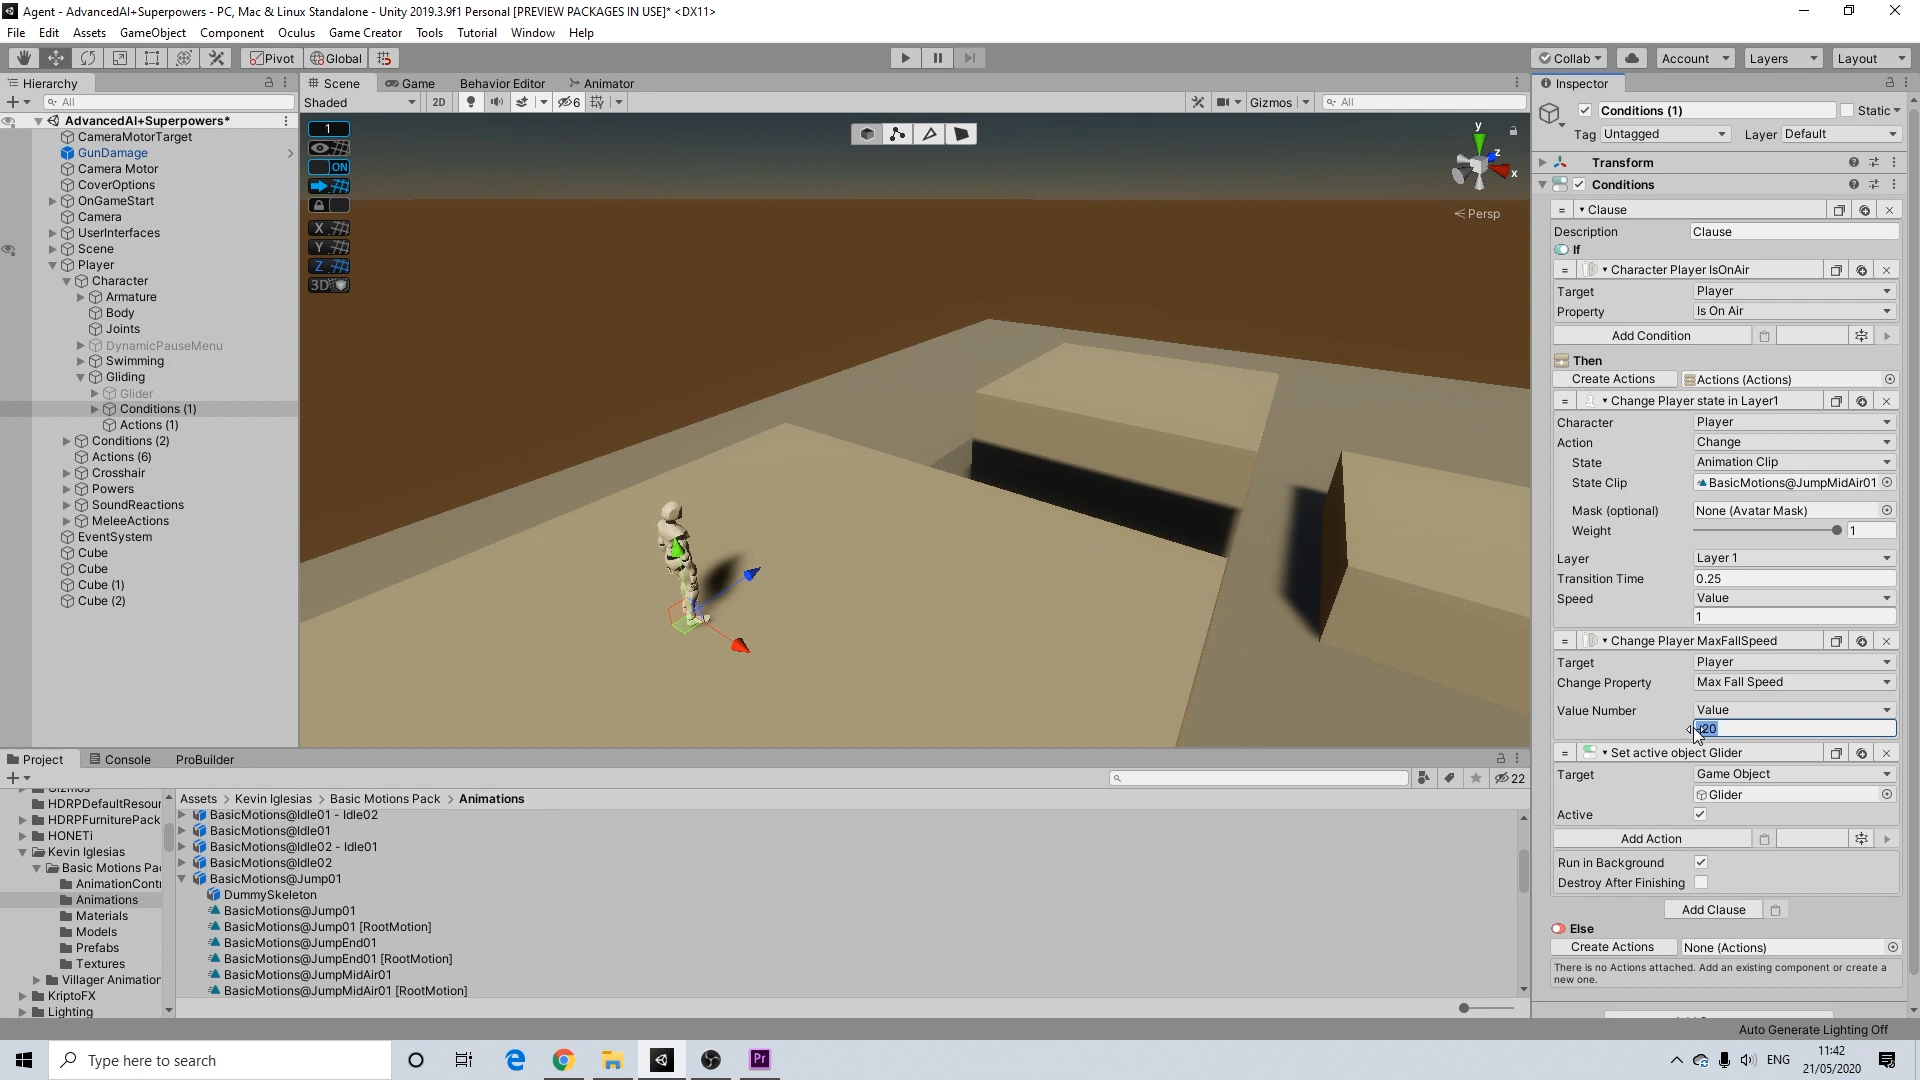 Agent - AdvancedAI+Superpowers - PC, Mac & Linux Standalone - Unity 2019.3.9f1 Personal [PREVIEW PACKAGES IN USE]* <DX11>
File Edit Assets GameObject Component Oculus Game Creator Tools Tutorial Window Help
Pivot Global Collab Account Layers Layout
Hierarchy
All
AdvancedAI+Superpowers*
CameraMotorTarget
GunDamage
Camera Motor
CoverOptions
OnGameStart
Camera
UserInterfaces
Scene
Player
Character
Armature
Body
Joints
DynamicPauseMenu
Swimming
Gliding
Glider
Conditions (1)
Actions (1)
Conditions (2)
Actions (6)
Crosshair
Powers
SoundReactions
MeleeActions
EventSystem
Cube
Cube
Cube (1)
Cube (2)
Scene Game Behavior Editor Animator
Shaded 2D 6 Gizmos All
1
ON
X
Y
Z
3D
y
z
x
Persp
Inspector
Conditions (1) Static
Tag Untagged Layer Default
Transform
Conditions
Clause
Description Clause
If
Character Player IsOnAir
Target Player
Property Is On Air
Add Condition
Then
Create Actions Actions (Actions)
Change Player state in Layer1
Character Player
Action Change
State Animation Clip
State Clip BasicMotions@JumpMidAir01
Mask (optional) None (Avatar Mask)
Weight 1
Layer Layer 1
Transition Time 0.25
Speed Value
1
Change Player MaxFallSpeed
Target Player
Change Property Max Fall Speed
Value Number Value
Set active object Glider
Target Game Object
Glider
Active
Add Action
Run in Background
Destroy After Finishing
Add Clause
Else
Create Actions None (Actions)
There is no Actions attached. Add an existing component or create a
new one.
Project Console ProBuilder
22
HDRPDefaultResour
HDRPFurniturePack
HONETi
Kevin Iglesias
Basic Motions Pa
AnimationCont
Animations
Materials
Models
Prefabs
Textures
Villager Animation
KriptoFX
Lighting
Assets > Kevin Iglesias > Basic Motions Pack > Animations
BasicMotions@Idle01 - Idle02
BasicMotions@Idle01
BasicMotions@Idle02 - Idle01
BasicMotions@Idle02
BasicMotions@Jump01
DummySkeleton
BasicMotions@Jump01
BasicMotions@Jump01 [RootMotion]
BasicMotions@JumpEnd01
BasicMotions@JumpEnd01 [RootMotion]
BasicMotions@JumpMidAir01
BasicMotions@JumpMidAir01 [RootMotion]
Auto Generate Lighting Off
Type here to search
Pr
ENG
11:42
21/05/2020